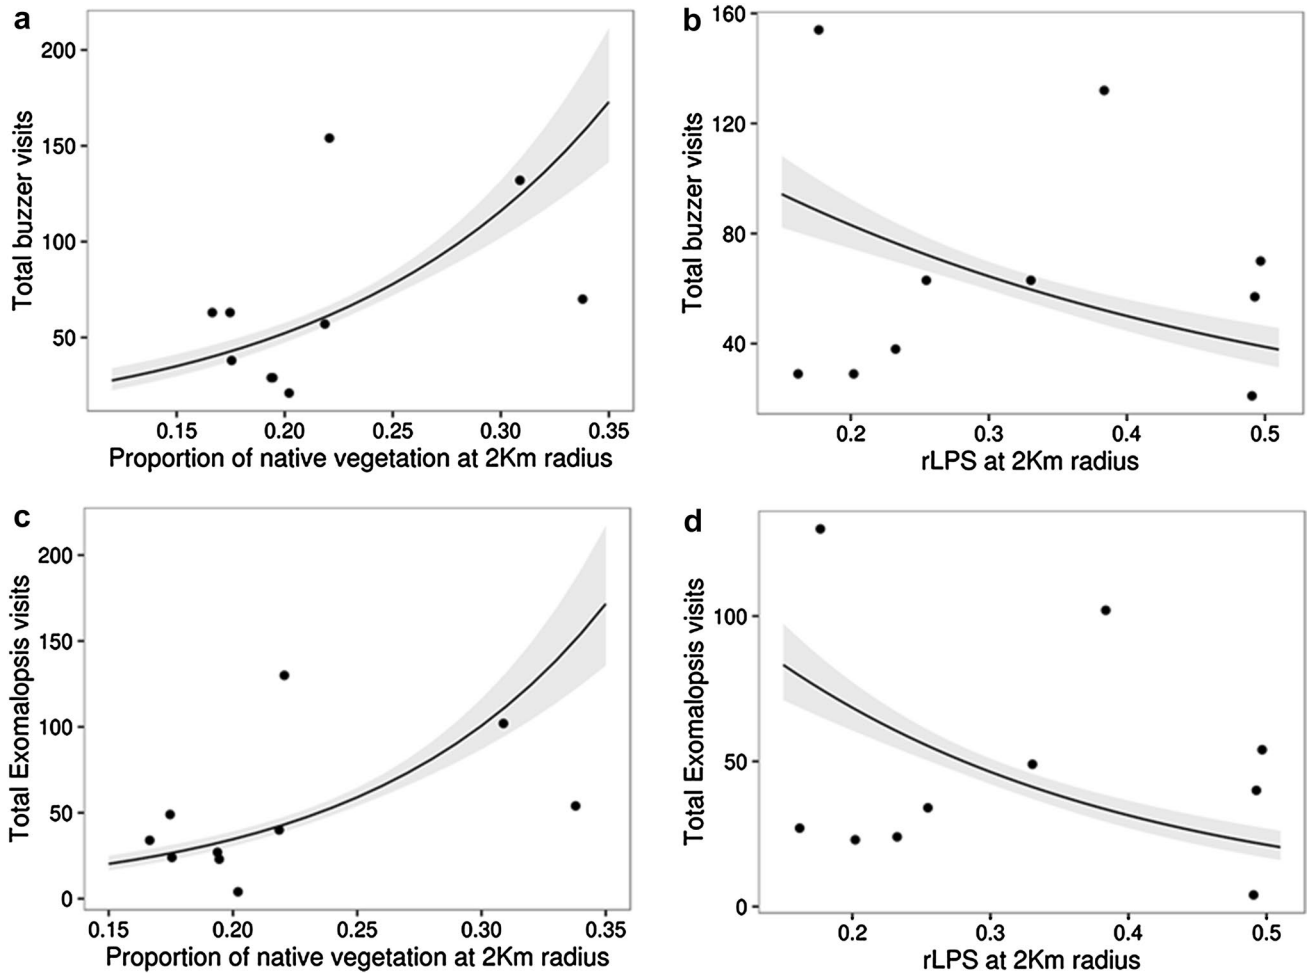 a
Total buzzer visits
200
150
100
50
0.15 0.20 0.25 0.30 0.35
Proportion of native vegetation at 2Km radius
b
Total buzzer visits
160
120
80
40
0.2 0.3 0.4 0.5
rLPS at 2Km radius
c
Total Exomalopsis visits
200
150
100
50
0
0.15 0.20 0.25 0.30 0.35
Proportion of native vegetation at 2Km radius
d
Total Exomalopsis visits
100
50
0
0.2 0.3 0.4 0.5
rLPS at 2Km radius